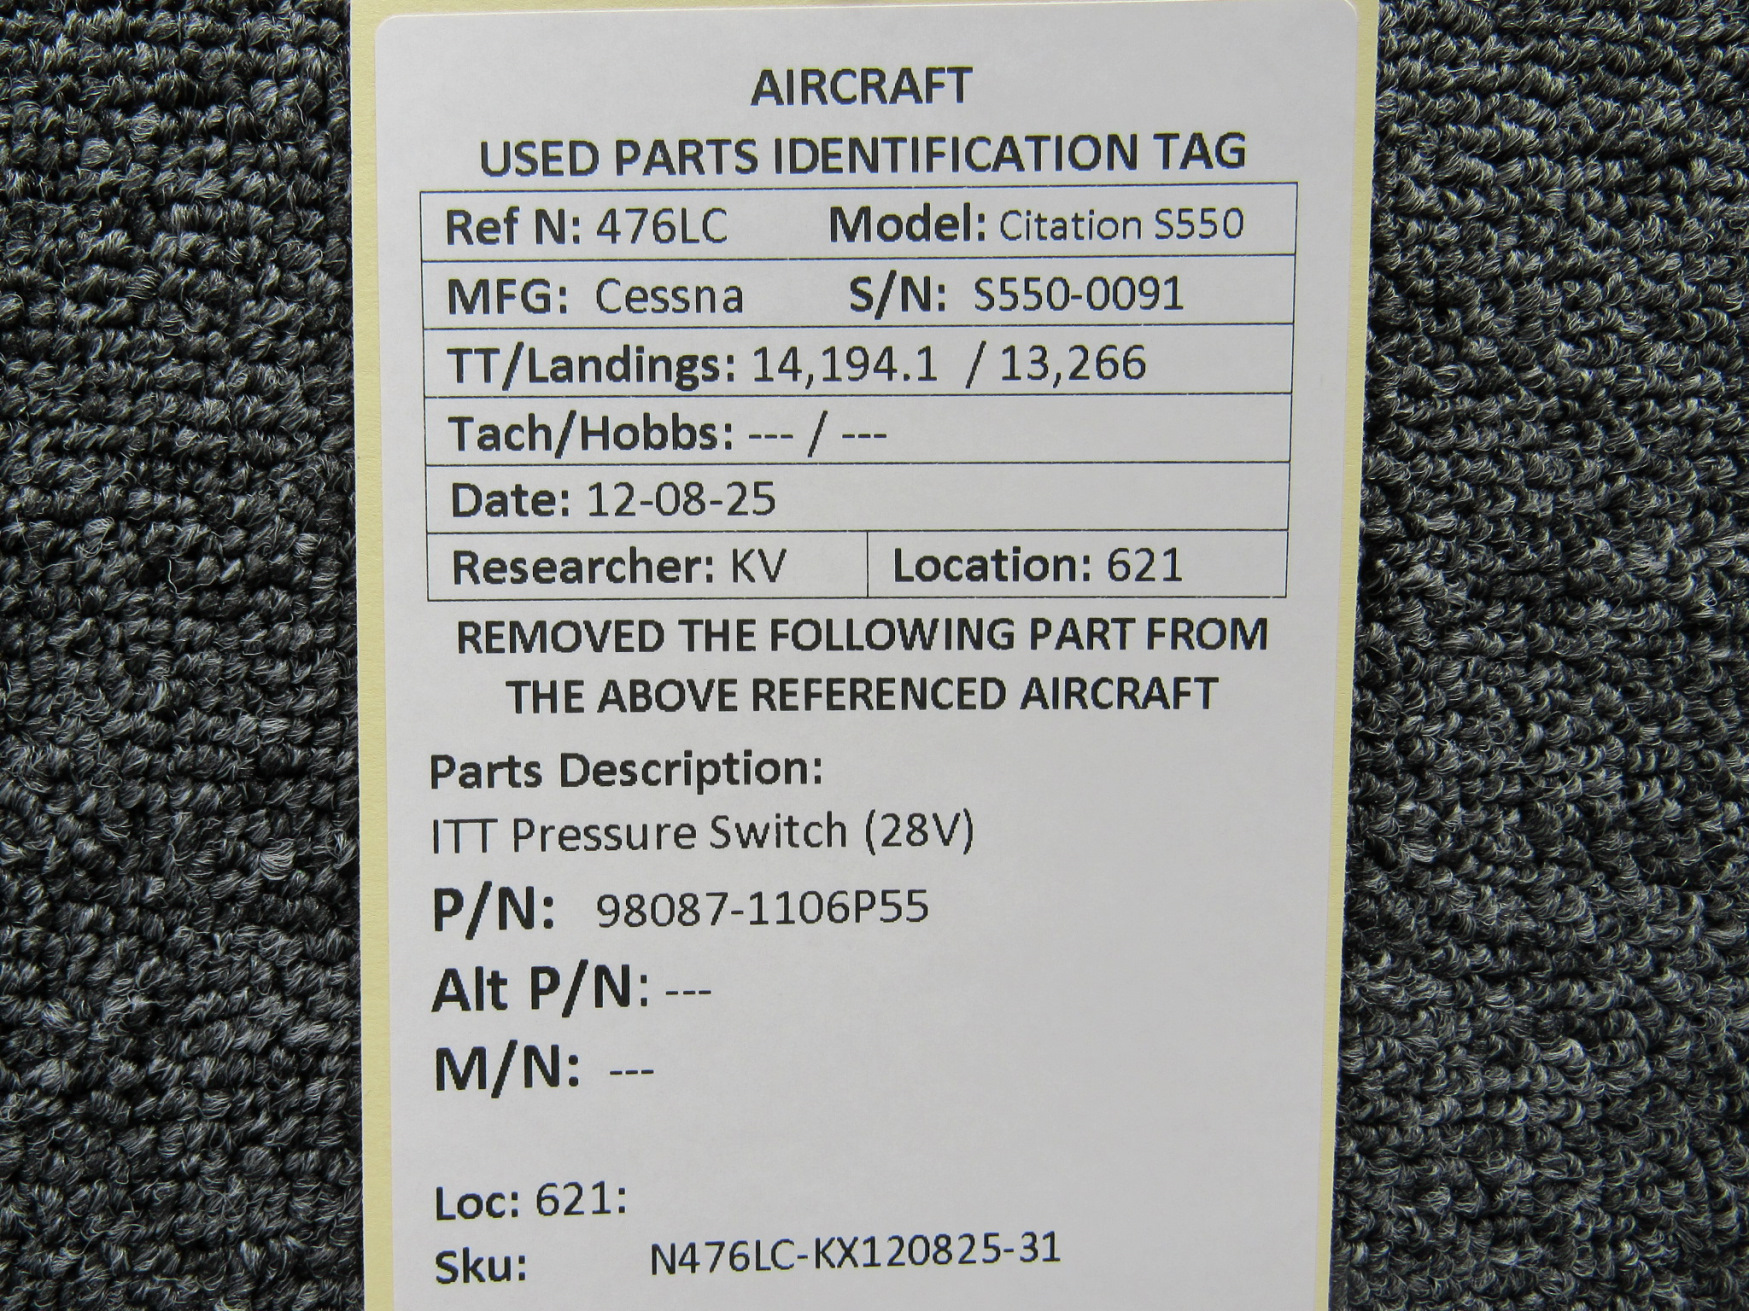 AIRCRAFT
USED PARTS IDENTIFICATION TAG
Ref N: 476LC Model: Citation S550
MFG: Cessna S/N: S550-0091
TT/Landings: 14,194.1 / 13,266
Tach/Hobbs: --- / ---
Date: 12-08-25
Researcher: KV Location: 621
REMOVED THE FOLLOWING PART FROM
THE ABOVE REFERENCED AIRCRAFT
Parts Description:
ITT Pressure Switch (28V)
P/N: 98087-1106P55
Alt P/N: ---
M/N: ---
Loc: 621:
Sku: N476LC-KX120825-31